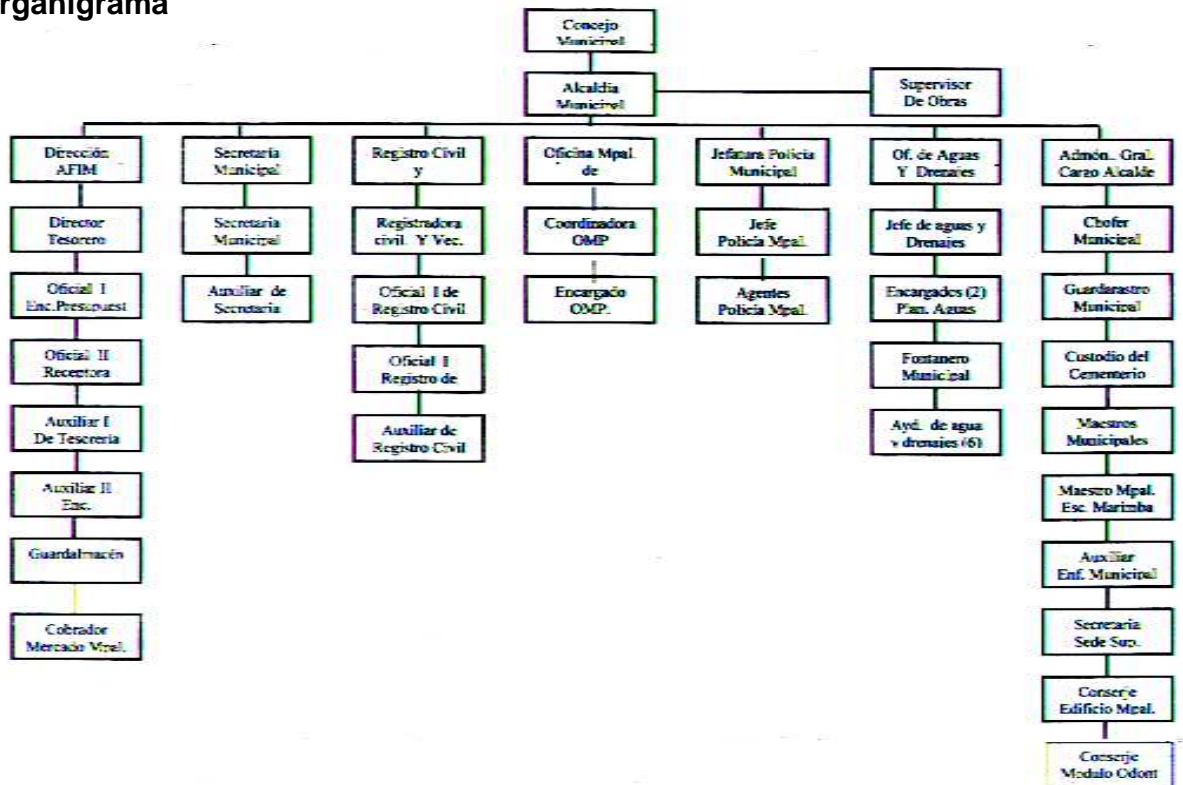 rganigrama
Concejo
Municipal
Alcaldía
Municipal
Supervisor
De Obras
Dirección
AFIM
Secretaría
Municipal
Registro Civil
y
Oficina Mpal.
de
Jefatura Policía
Municipal
Of. de Aguas
Y Drenajes
Admón.. Gral.
Cargo Alcalde
Director
Tesorero
Secretaria
Municipal
Registradora
civil. Y Vec.
Coordinadora
OMP
Jefe
Policía Mpal.
Jefe de aguas y
Drenajes
Chofer
Municipal
Oficial I
Enc.Presupuest
Auxiliar de
Secretaría
Oficial I de
Registro Civil
Encargado
OMP.
Agentes
Policía Mpal.
Encargados (2)
Plan. Aguas
Guardarastro
Municipal
Oficial II
Receptora
Oficial I
Registro de
Fontanero
Municipal
Custodio del
Cementerio
Auxiliar I
De Tesorería
Auxiliar de
Registro Civil
Ayd. de agua
y drenajes (6)
Maestros
Municipales
Auxiliar II
Enc.
Maestro Mpal.
Esc. Marimba
Guardalmacén
Auxiliar
Enf. Municipal
Cobrador
Mercado Mpal.
Secretaria
Sede Sup.
Conserje
Edificio Mpal.
Conserje
Modulo Odont